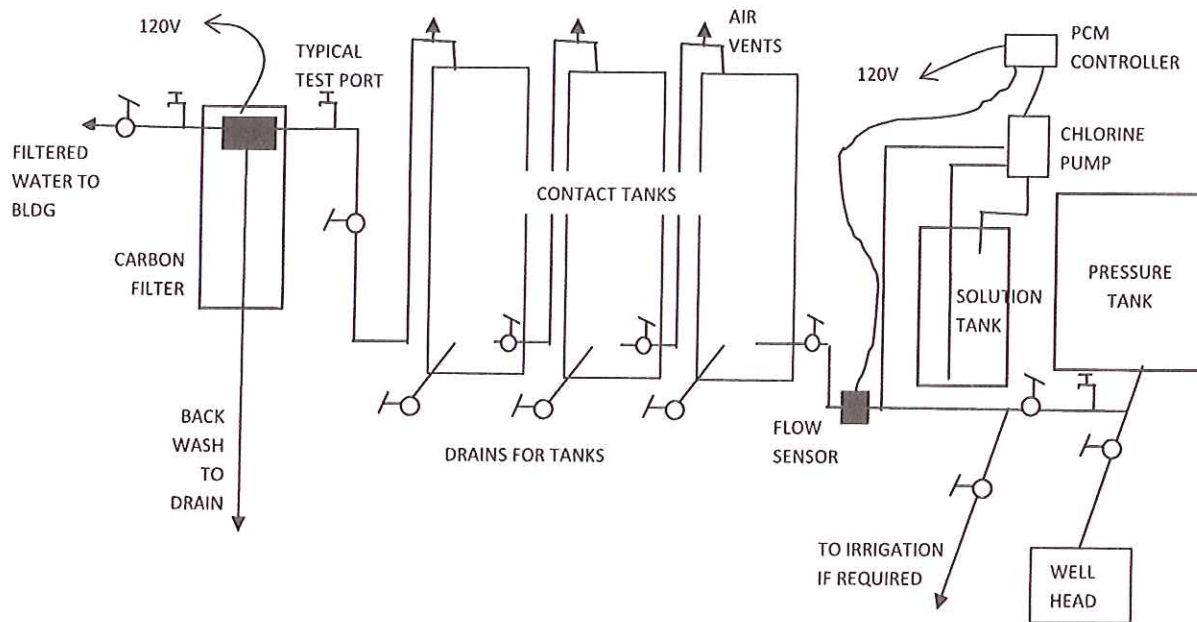 120V
TYPICAL
TEST PORT
AIR
VENTS
PCM
CONTROLLER
120V
CHLORINE
PUMP
FILTERED
WATER TO
BLDG
CONTACT TANKS
CARBON
FILTER
SOLUTION
TANK
PRESSURE
TANK
BACK
WASH
TO
DRAIN
DRAINS FOR TANKS
FLOW
SENSOR
TO IRRIGATION
IF REQUIRED
WELL
HEAD